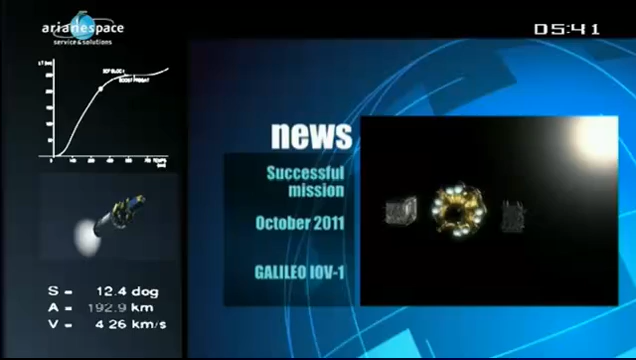 arianespace
service & solutions
05:41
news
Successful
mission
October 2011
GALILEO IOV-1
S = 12.4 dog
A = 192.9 km
V = 4 26 km/s